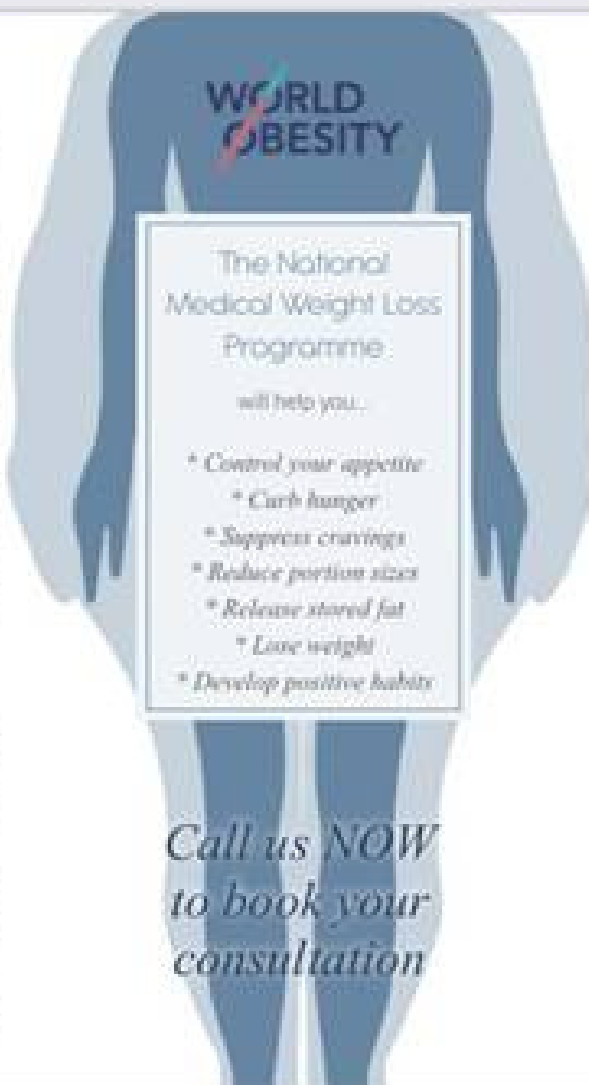 WORLD
OBESITY
The National
Medical Weight Loss
Programme
will help you...
* Control your appetite
* Curb hunger
* Suppress cravings
* Reduce portion sizes
* Release stored fat
* Lose weight
* Develop positive habits
Call us NOW
to book your
consultation